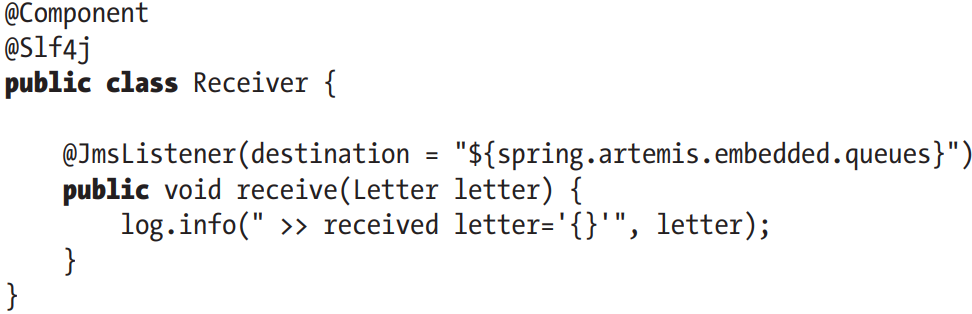 @Component
@Slf4j
public class Receiver {
@JmsListener(destination = "${spring.artemis.embedded.queues}")
public void receive(Letter letter) {
log.info(" >> received letter='{}'", letter);
}
}